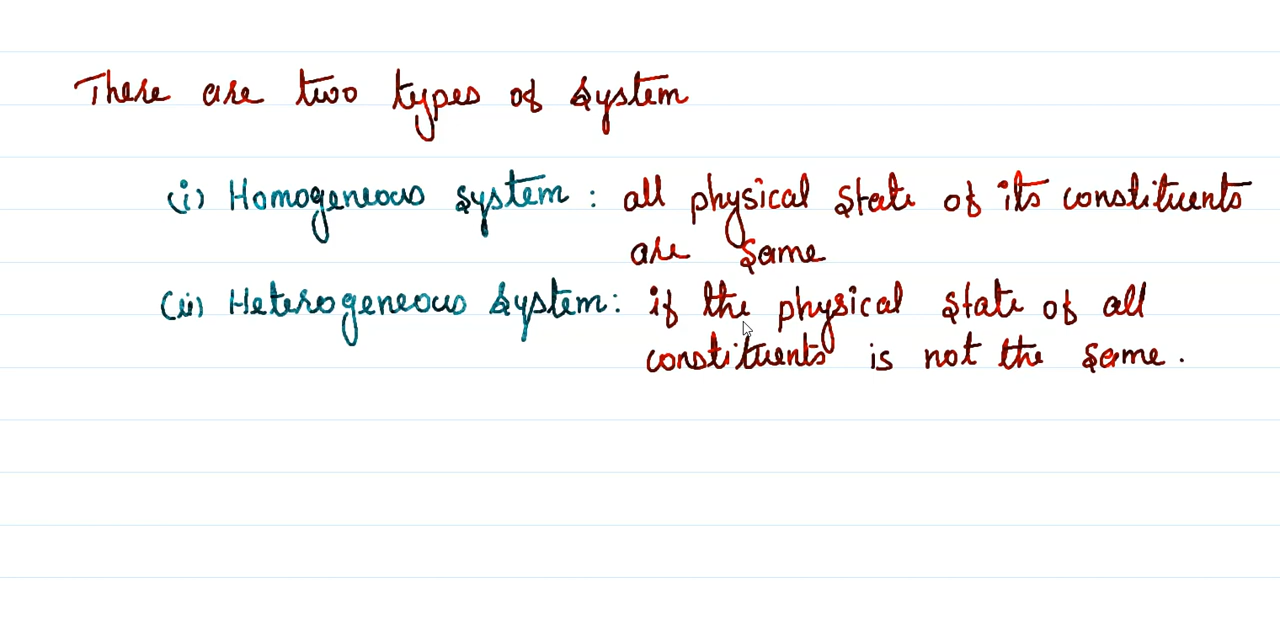 There are two types of system
(i) Homogeneous system : all physical state of its constituents
are same
(ii) Heterogeneous system : if the physical state of all
constituents is not the same .